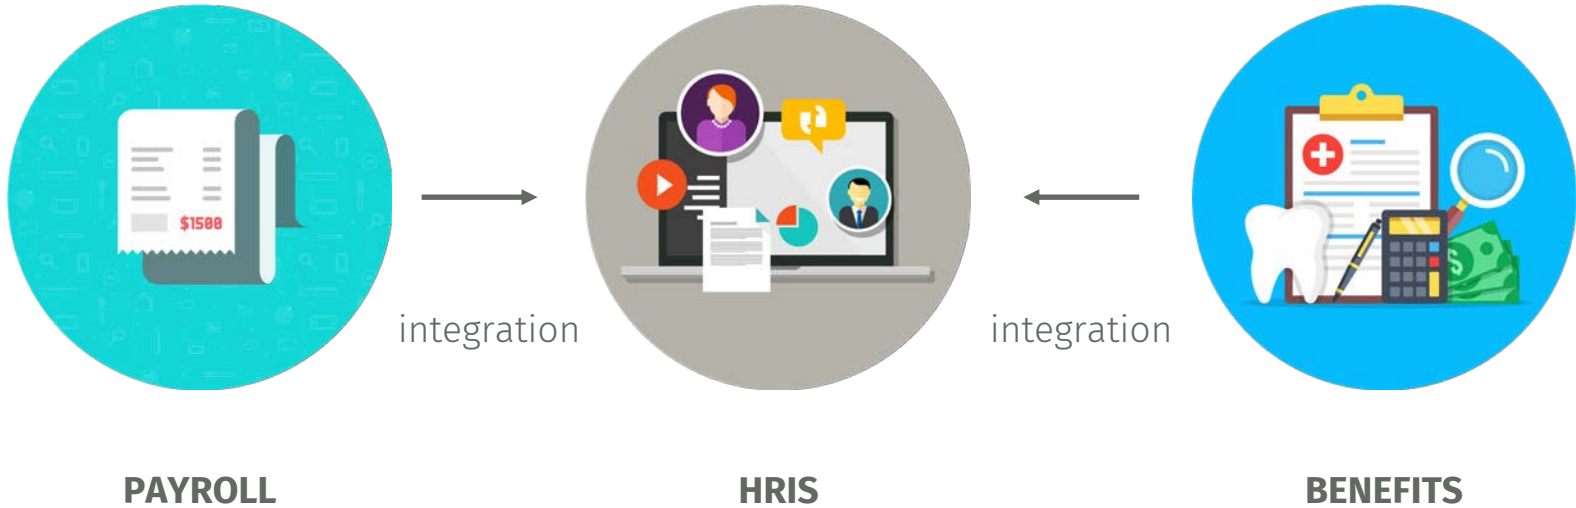 $1500
integration
integration
PAYROLL
HRIS
BENEFITS